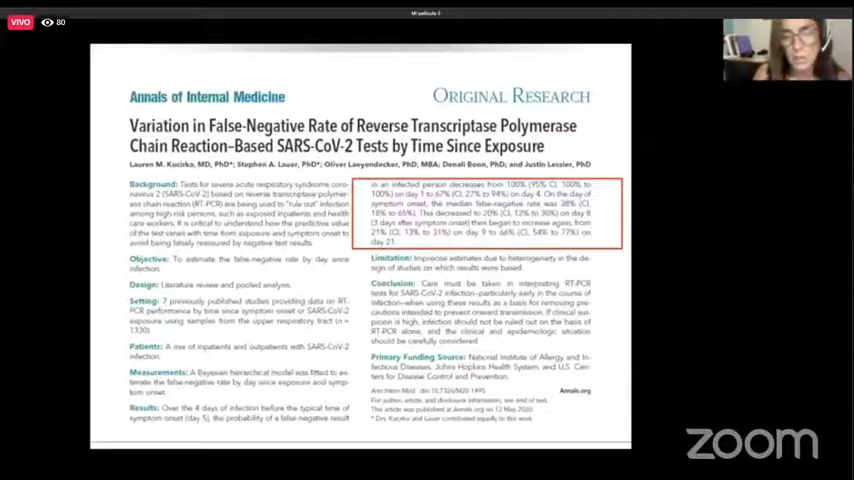 Mi película 2
VIVO 80
Annals of Internal Medicine
ORIGINAL RESEARCH
Variation in False-Negative Rate of Reverse Transcriptase Polymerase
Chain Reaction–Based SARS-CoV-2 Tests by Time Since Exposure
Lauren M. Kucirka, MD, PhD*; Stephen A. Lauer, PhD*; Oliver Laeyendecker, PhD, MBA; Denali Boon, PhD; and Justin Lessler, PhD
Background: Tests for severe acute respiratory syndrome coro-
navirus 2 (SARS-CoV-2) based on reverse transcriptase polymer-
ase chain reaction (RT-PCR) are being used to "rule out" infection
among high-risk persons, such as exposed inpatients and health
care workers. It is critical to understand how the predictive value
of the test varies with time from exposure and symptom onset to
avoid being falsely reassured by negative test results.
Objective: To estimate the false-negative rate by day since
infection.
Design: Literature review and pooled analysis.
Setting: 7 previously published studies providing data on RT-
PCR performance by time since symptom onset or SARS-CoV-2
exposure using samples from the upper respiratory tract (n =
1330).
Patients: A mix of inpatients and outpatients with SARS-CoV-2
infection.
Measurements: A Bayesian hierarchical model was fitted to es-
timate the false-negative rate by day since exposure and symp-
tom onset.
Results: Over the 4 days of infection before the typical time of
symptom onset (day 5), the probability of a false-negative result
in an infected person decreases from 100% (95% CI, 100% to
100%) on day 1 to 67% (CI, 27% to 94%) on day 4. On the day of
symptom onset, the median false-negative rate was 38% (CI,
18% to 65%). This decreased to 20% (CI, 12% to 30%) on day 8
(3 days after symptom onset) then began to increase again, from
21% (CI, 13% to 31%) on day 9 to 66% (CI, 54% to 77%) on
day 21.
Limitation: Imprecise estimates due to heterogeneity in the de-
sign of studies on which results were based.
Conclusion: Care must be taken in interpreting RT-PCR
tests for SARS-CoV-2 infection—particularly early in the course of
infection—when using these results as a basis for removing pre-
cautions intended to prevent onward transmission. If clinical sus-
picion is high, infection should not be ruled out on the basis of
RT-PCR alone, and the clinical and epidemiologic situation
should be carefully considered.
Primary Funding Source: National Institute of Allergy and In-
fectious Diseases, Johns Hopkins Health System, and U.S. Cen-
ters for Disease Control and Prevention.
Ann Intern Med. doi:10.7326/M20-1495 Annals.org
For author, article, and disclosure information, see end of text.
This article was published at Annals.org on 13 May 2020.
* Drs. Kucirka and Lauer contributed equally to this work.
zoom